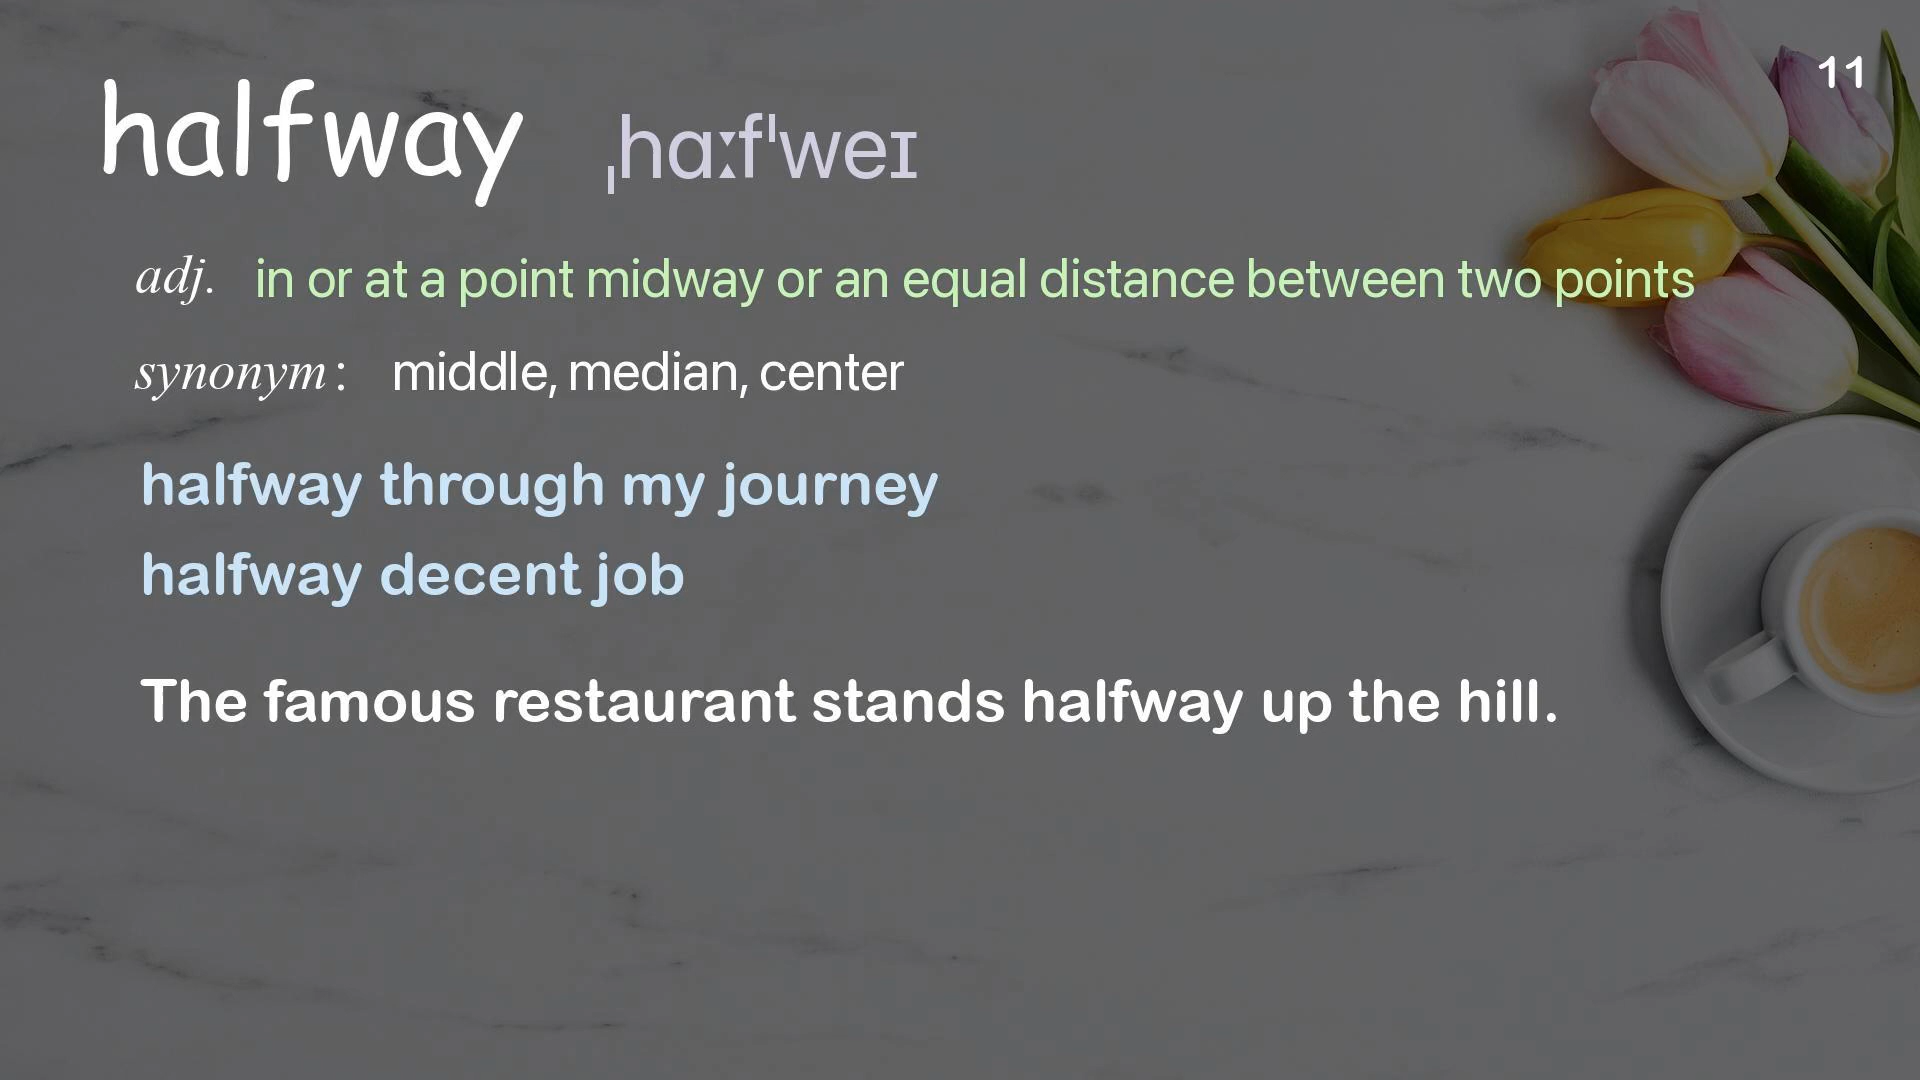 11
halfway ˌhɑːfˈweɪ
adj. in or at a point midway or an equal distance between two points
synonym : middle, median, center
halfway through my journey
halfway decent job
The famous restaurant stands halfway up the hill.